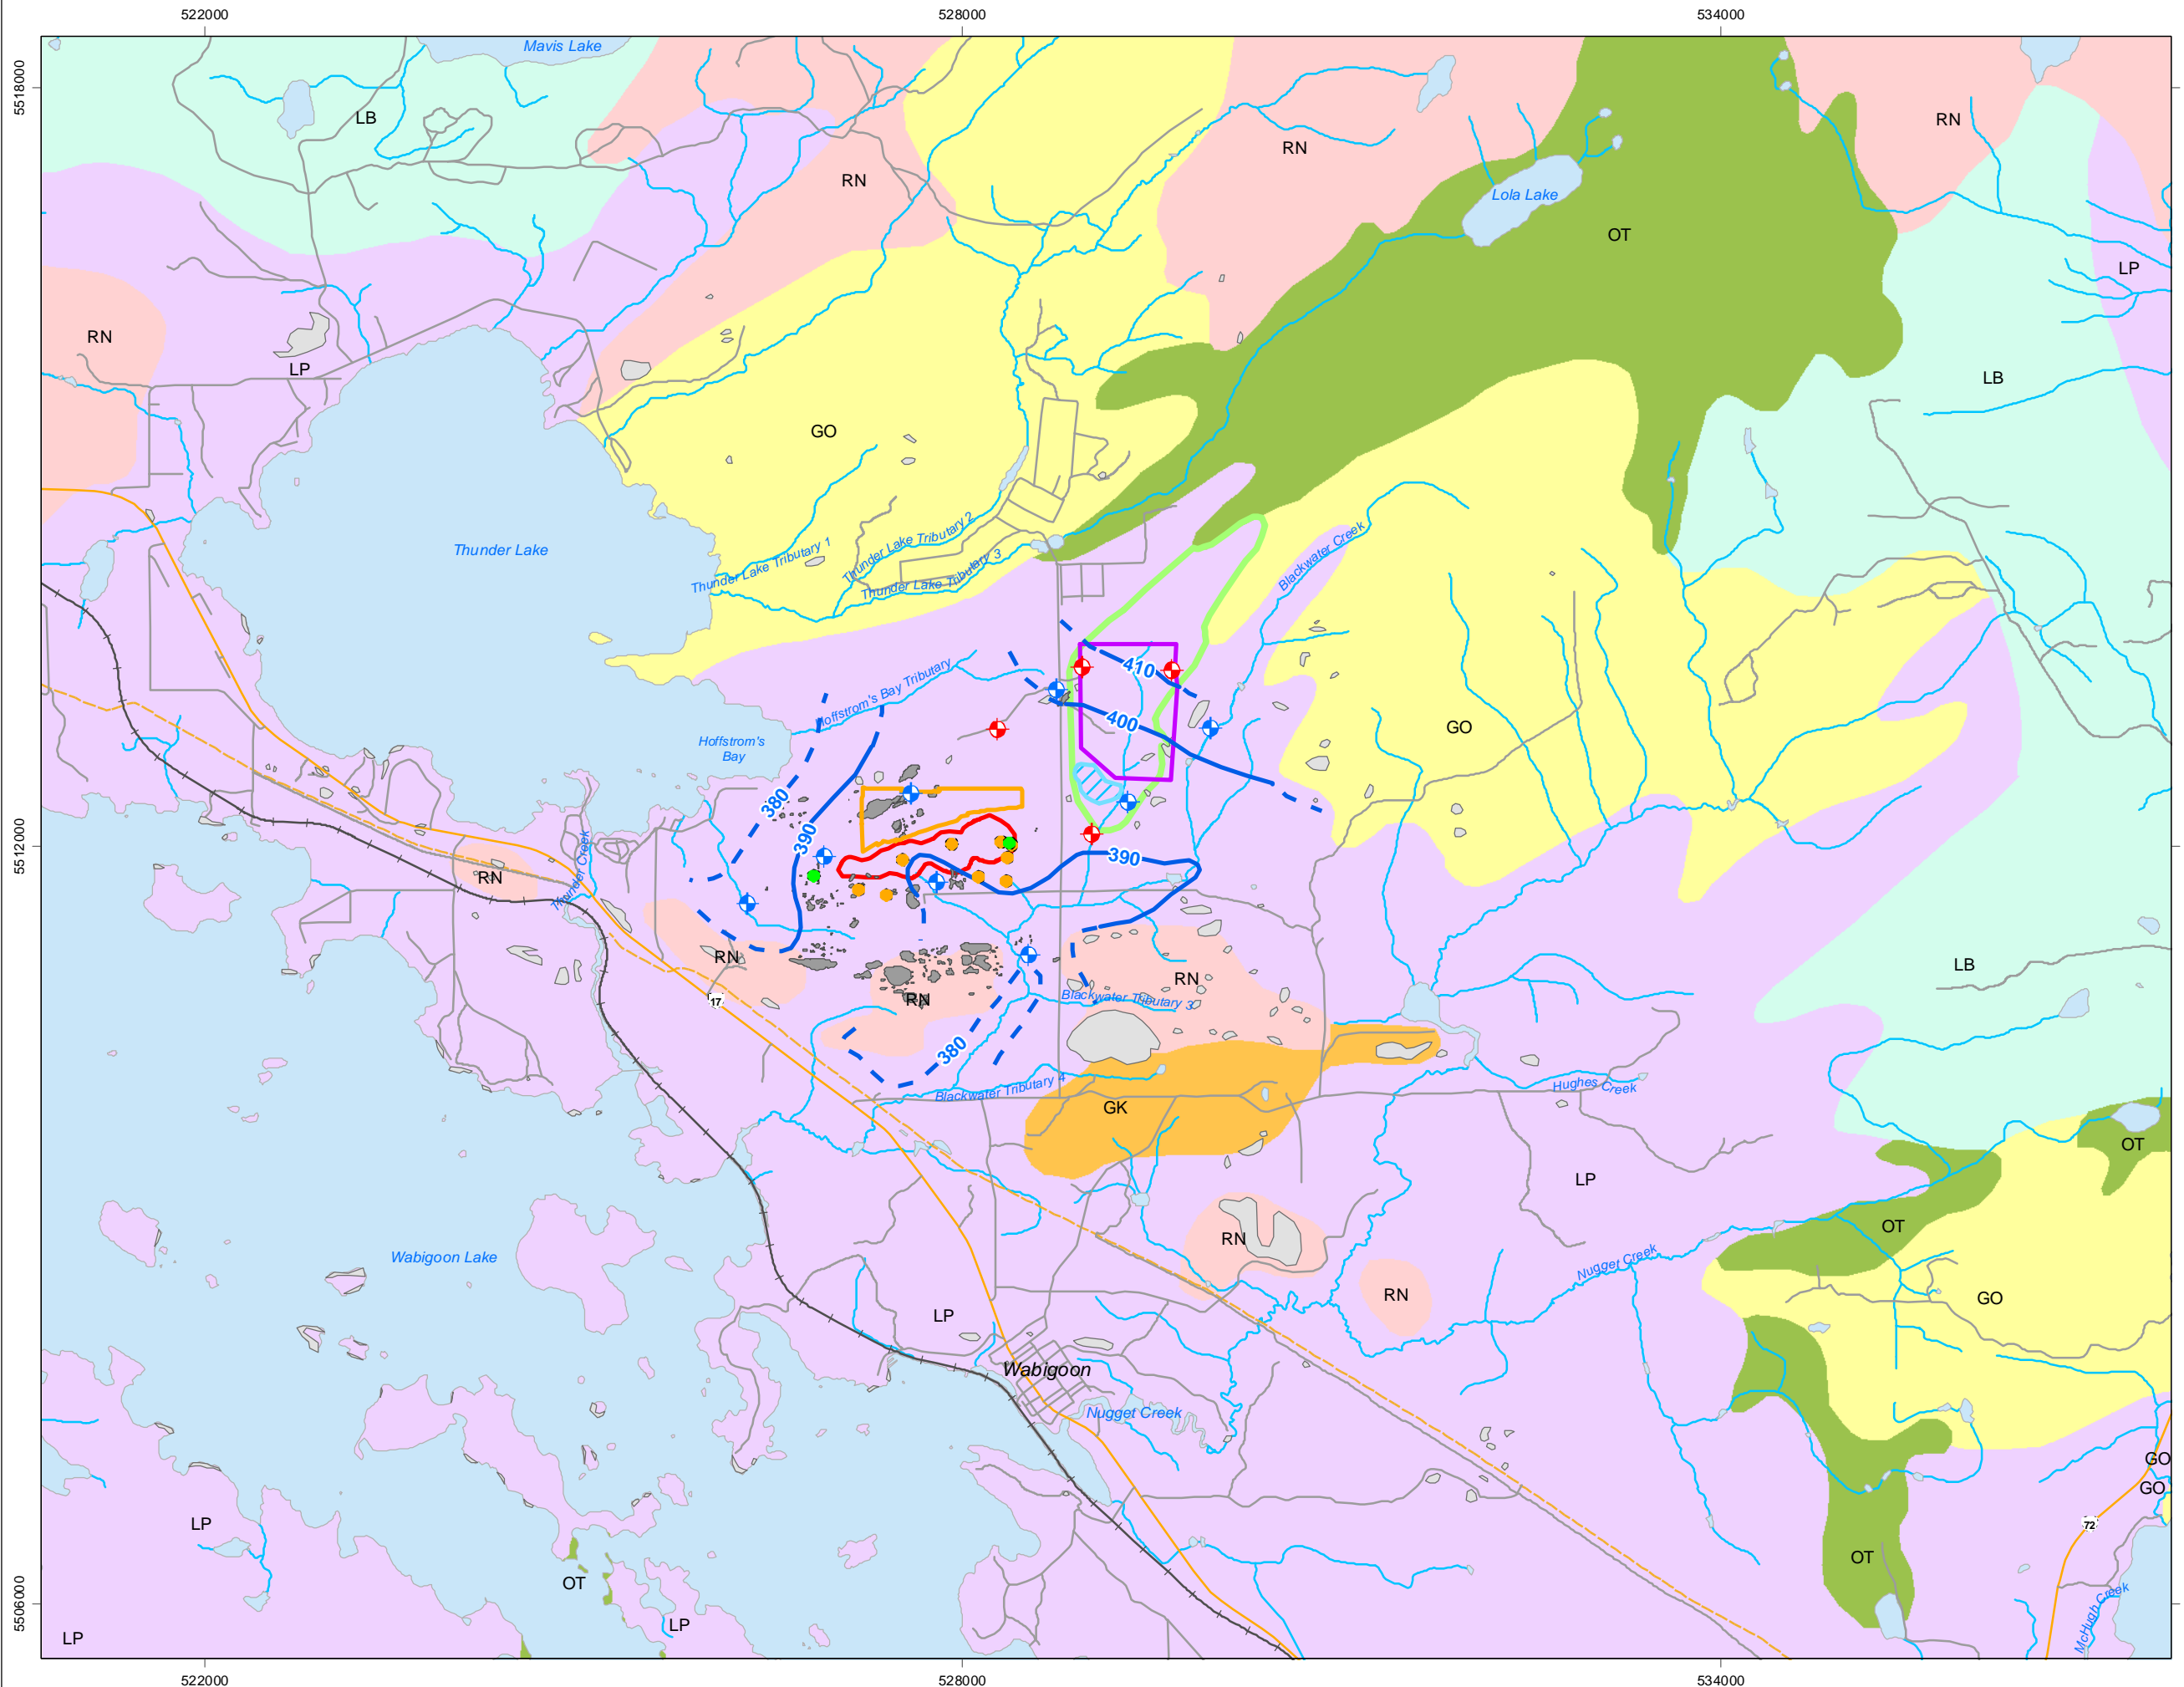 522000
528000
534000
Mavis Lake
5518000
LB
RN
RN
RN
Lola Lake
OT
LP
RN
LP
LB
GO
Thunder Lake
Thunder Lake Tributary 1
Thunder Lake Tributary 2
Thunder Lake Tributary 3
Blackwater Creek
410
Hoffstrom's Bay Tributary
400
GO
Hoffstrom's
Bay
380
390
5512000
390
Thunder Creek
RN
RN
LB
RN
RN
17
Blackwater Tributary 3
380
Blackwater Tributary 4
Hughes Creek
GK
OT
LP
OT
RN
Wabigoon Lake
Nugget Creek
RN
GO
LP
Wabigoon
Nugget Creek
GO
GO
LP
72
OT
OT
5506000
McHugh Creek
LP
LP
522000
528000
534000